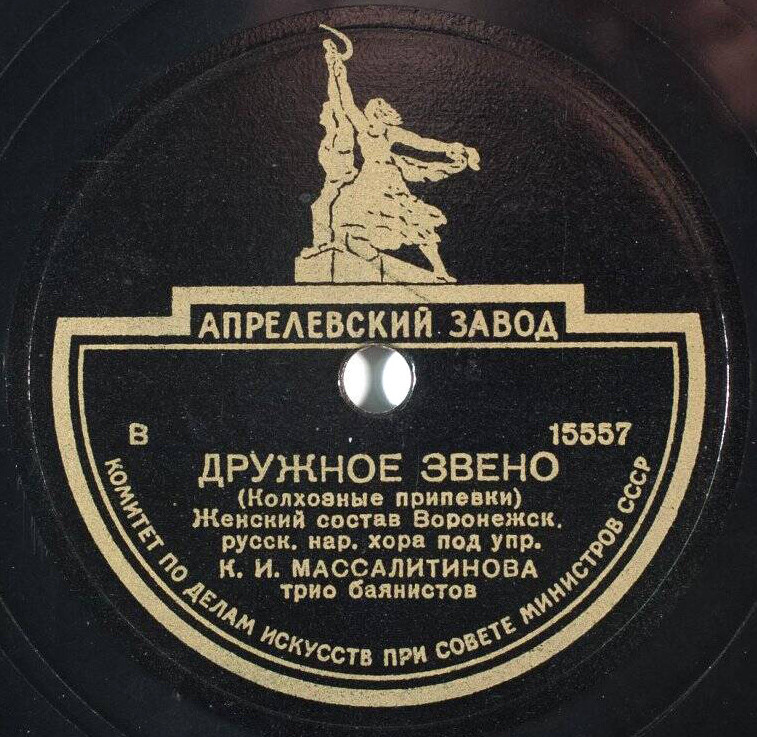 АПРЕЛЕВСКИЙ ЗАВОД
В 15557
ДРУЖНОЕ ЗВЕНО
(Колхозные припевки)
Женский состав Воронежск.
русск. нар. хора под упр.
К. И. МАССАЛИТИНОВА
трио баянистов
КОМИТЕТ ПО ДЕЛАМ ИСКУССТВ ПРИ СОВЕТЕ МИНИСТРОВ СССР